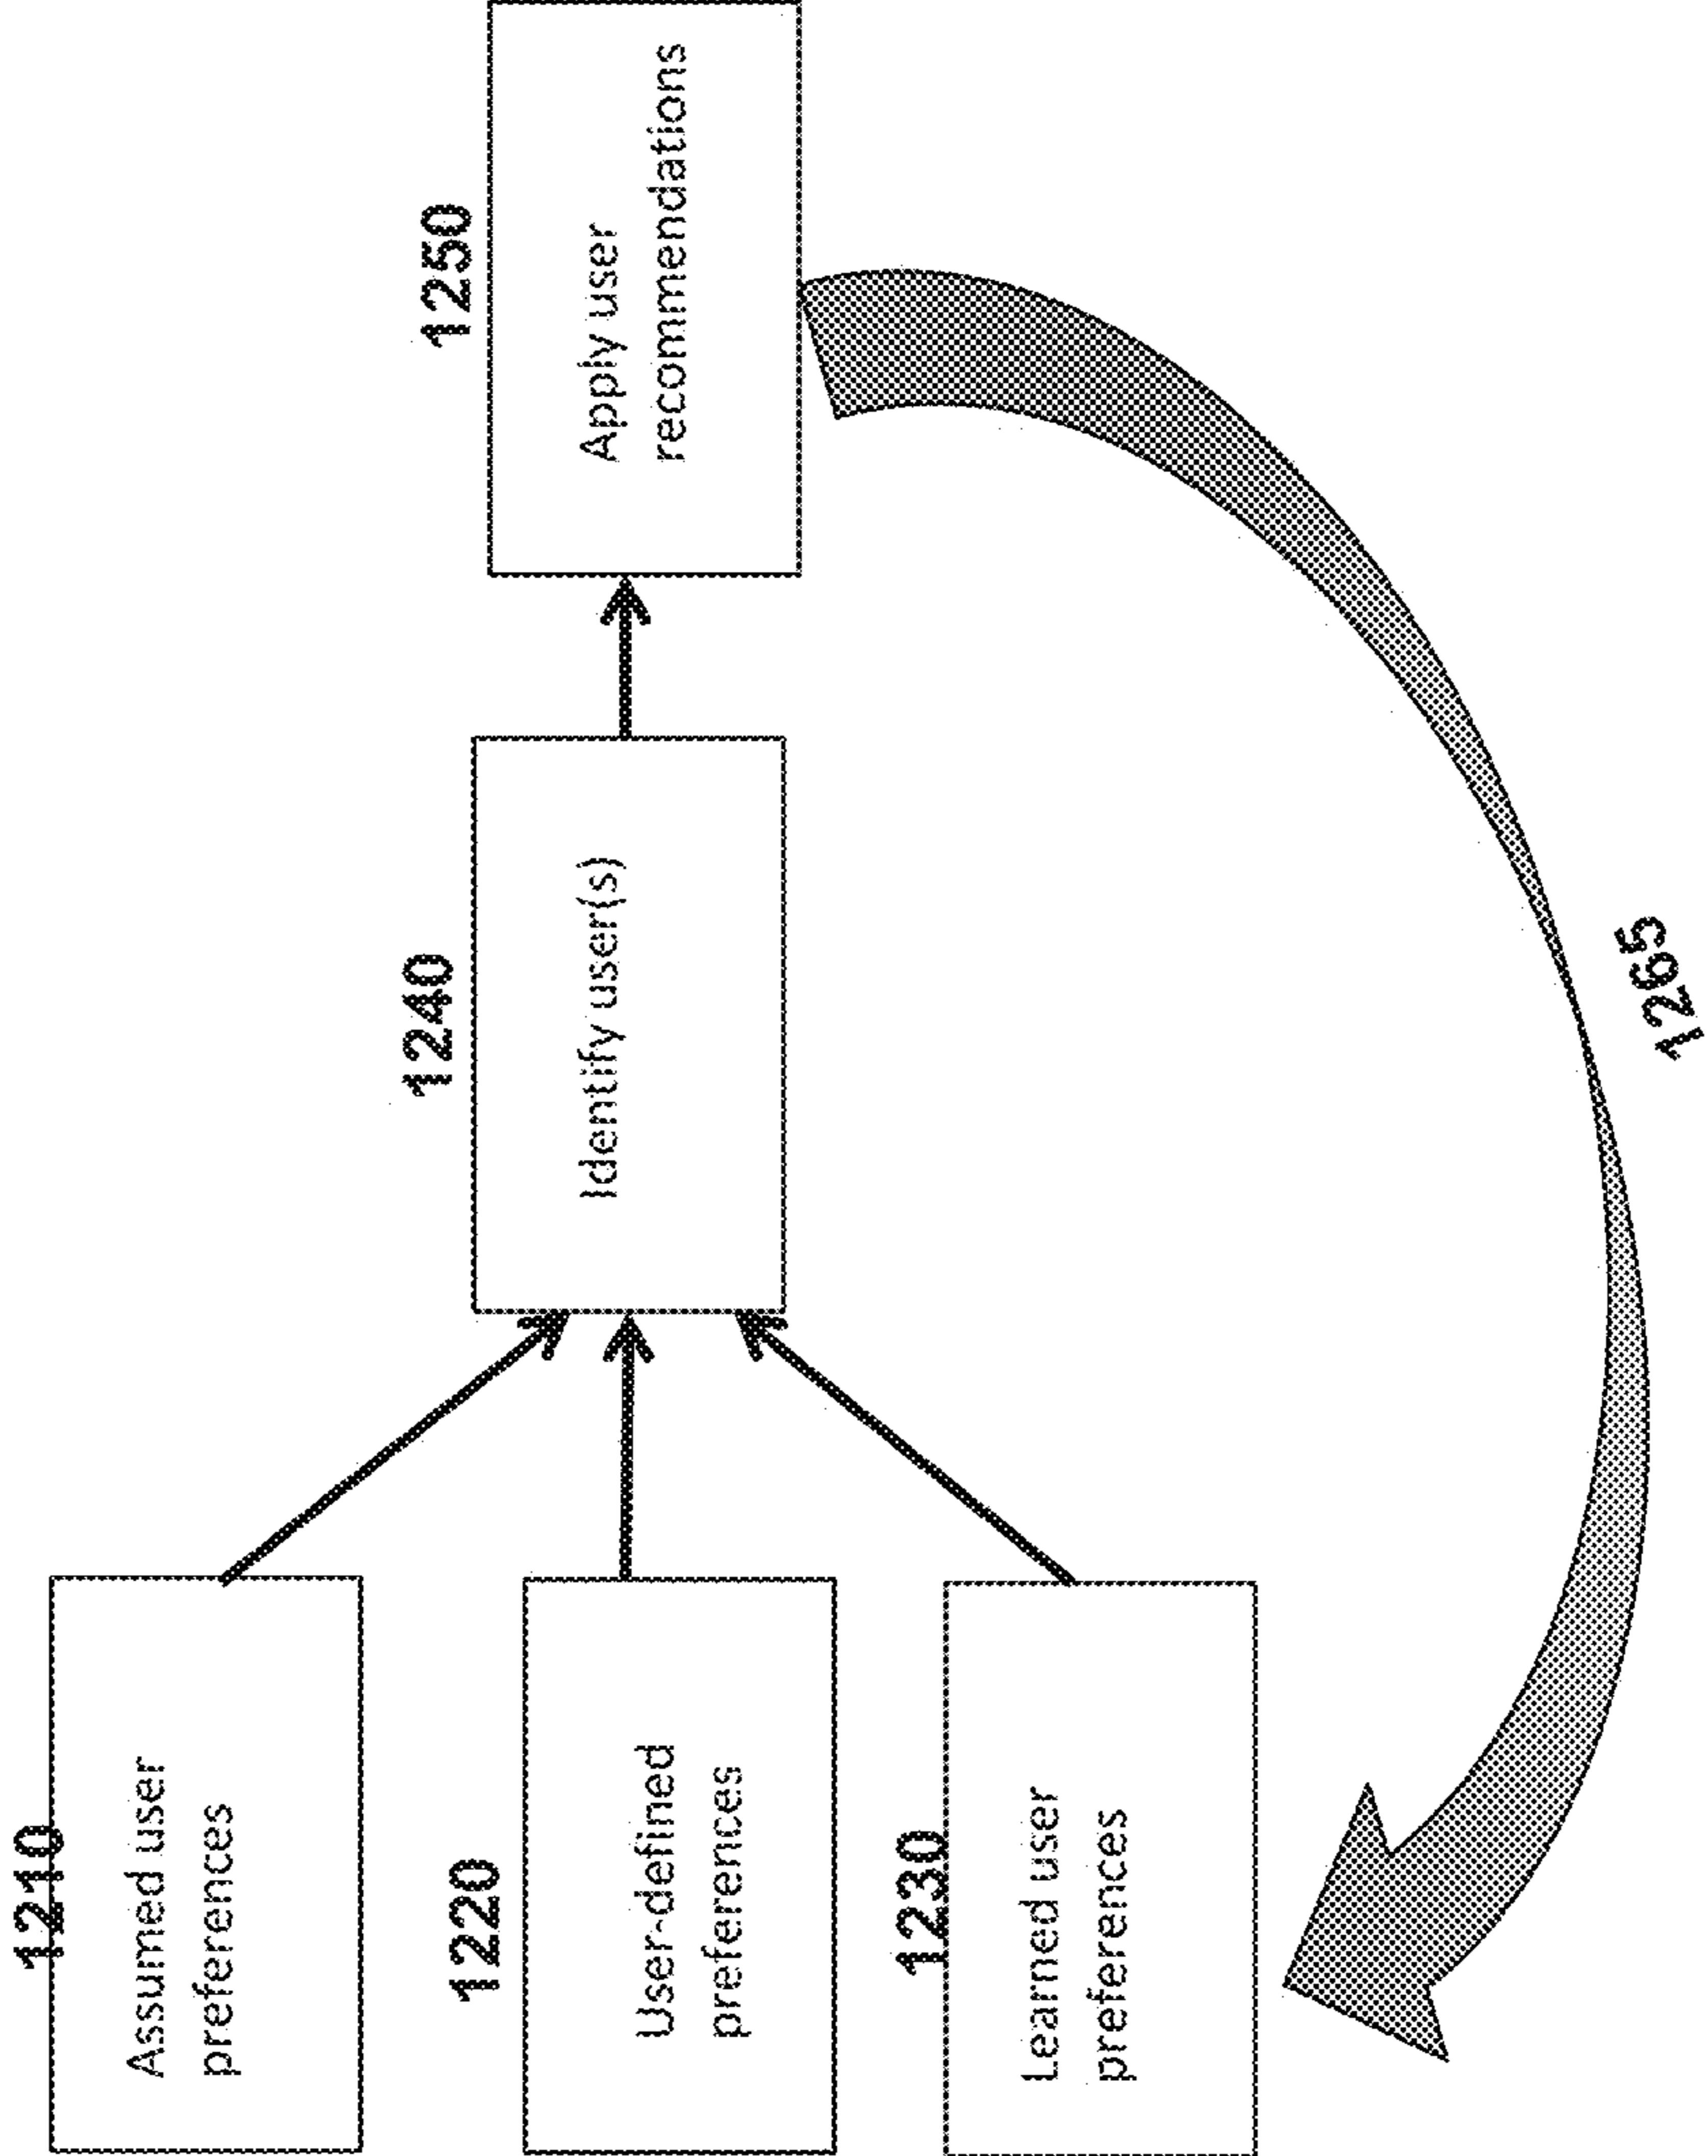 1210
Assumed user
preferences
1220
User-defined
preferences
1230
Learned user
preferences
1240
Identify user(s)
1250
Apply user
recommendations
1265